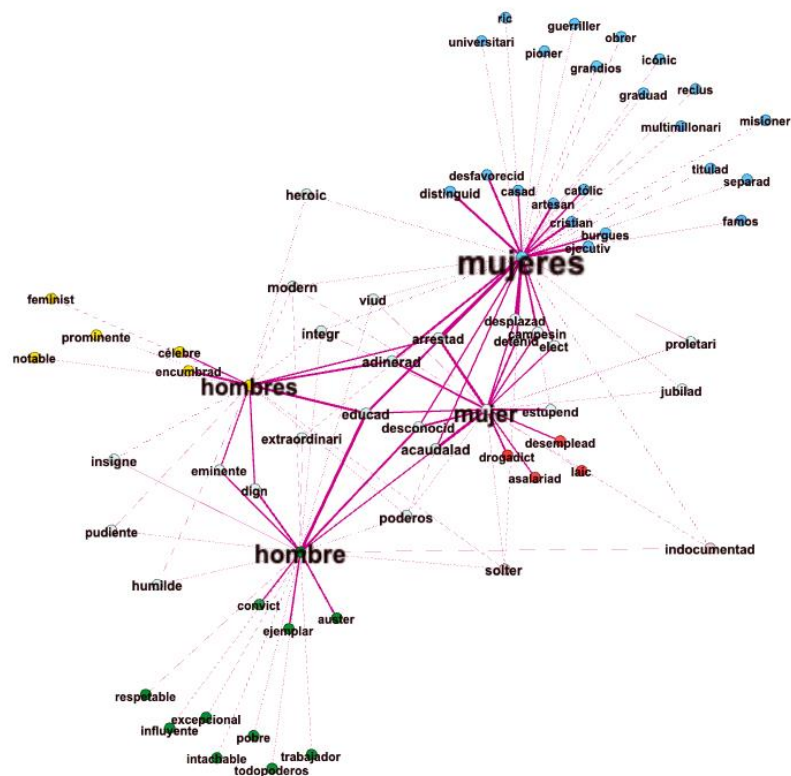 ric
guerriller
universitari
obrer
pioner
icónic
grandios
reclus
graduad
misioner
multimillonari
desfavorecid
titulad
distinguid
casad
católic
separad
heroic
artesan
cristian
famos
burgues
ejecutiv
mujeres
modern
viud
feminist
desplazad
integr
campesin
prominente
arrestad
detenid
proletari
elect
célebre
notable
adinerad
encumbrad
hombres
jubilad
educad
mujer
estupend
desconocid
extraordinari
desemplead
acaudalad
insigne
drogadict
eminente
laic
asalariad
dign
poderos
pudiente
hombre
indocumentad
solter
humilde
convict
auster
ejemplar
respetable
excepcional
influyente
pobre
trabajador
intachable
todopoderos